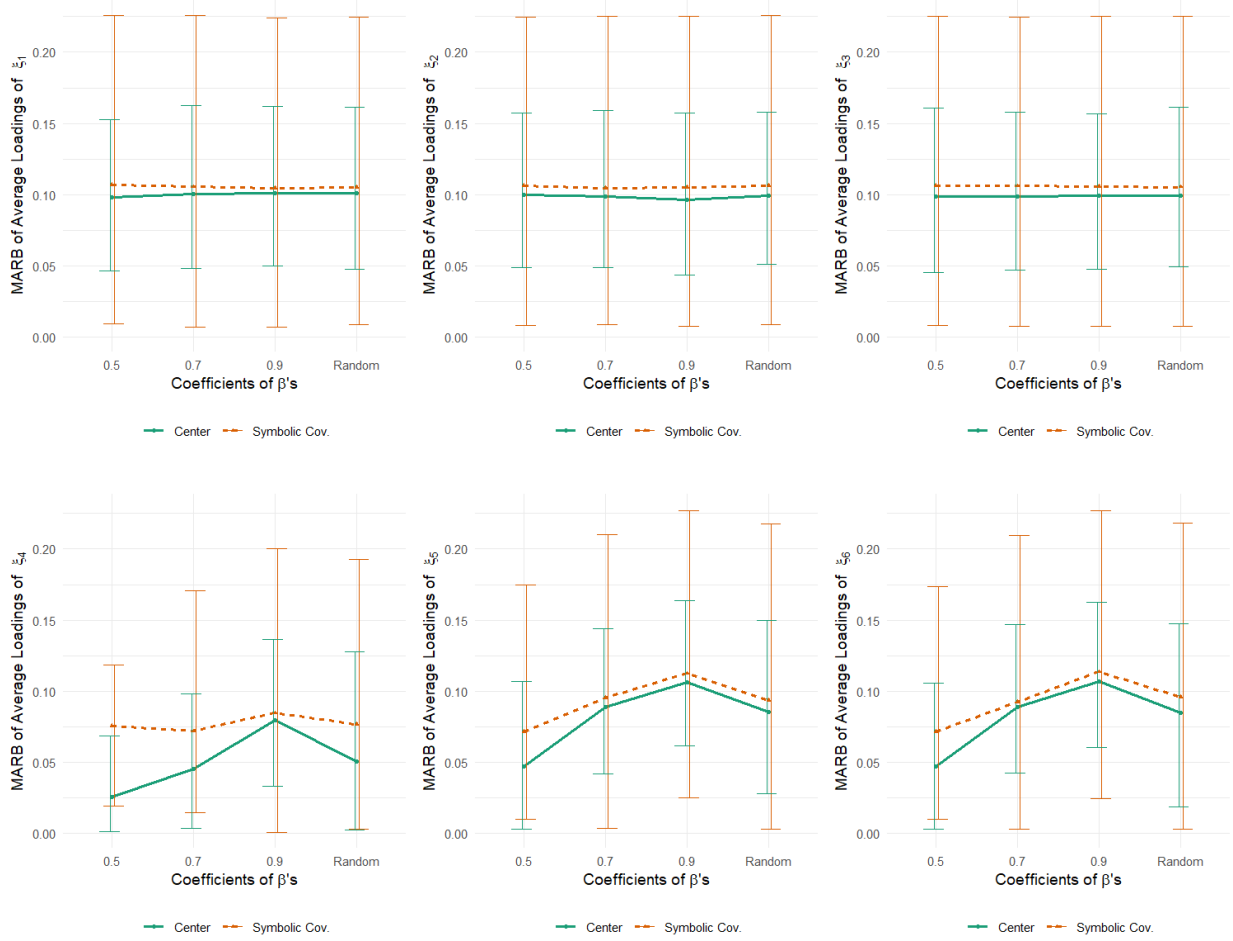 MARB of Average Loadings of ξ1
0.20
0.15
0.10
0.05
0.00
0.5 0.7 0.9 Random
Coefficients of β's
Center Symbolic Cov.
MARB of Average Loadings of ξ2
0.20
0.15
0.10
0.05
0.00
0.5 0.7 0.9 Random
Coefficients of β's
Center Symbolic Cov.
MARB of Average Loadings of ξ3
0.20
0.15
0.10
0.05
0.00
0.5 0.7 0.9 Random
Coefficients of β's
Center Symbolic Cov.
MARB of Average Loadings of ξ4
0.20
0.15
0.10
0.05
0.00
0.5 0.7 0.9 Random
Coefficients of β's
Center Symbolic Cov.
MARB of Average Loadings of ξ5
0.20
0.15
0.10
0.05
0.00
0.5 0.7 0.9 Random
Coefficients of β's
Center Symbolic Cov.
MARB of Average Loadings of ξ6
0.20
0.15
0.10
0.05
0.00
0.5 0.7 0.9 Random
Coefficients of β's
Center Symbolic Cov.